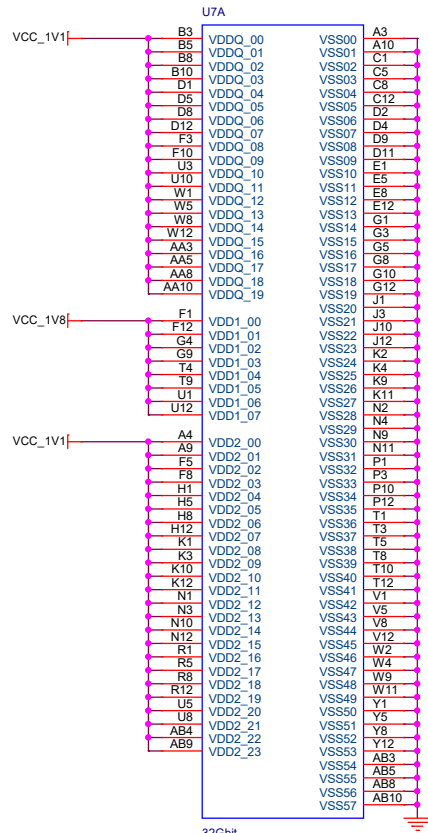 U7A
VCC_1V1 B3 VDDQ_00 VSS00 A3
B5 VDDQ_01 VSS01 A10
B8 VDDQ_02 VSS02 C1
B10 VDDQ_03 VSS03 C5
D1 VDDQ_04 VSS04 C8
D5 VDDQ_05 VSS05 C12
D8 VDDQ_06 VSS06 D2
D12 VDDQ_07 VSS07 D4
F3 VDDQ_08 VSS08 D9
F10 VDDQ_09 VSS09 D11
U3 VDDQ_10 VSS10 E1
U10 VDDQ_11 VSS11 E5
W1 VDDQ_12 VSS12 E8
W5 VDDQ_13 VSS13 E12
W8 VDDQ_14 VSS14 G1
W12 VDDQ_15 VSS15 G3
AA3 VDDQ_16 VSS16 G5
AA5 VDDQ_17 VSS17 G8
AA8 VDDQ_18 VSS18 G10
AA10 VDDQ_19 VSS19 G12
VSS20 J1
VCC_1V8 F1 VDD1_00 VSS21 J3
F12 VDD1_01 VSS22 J10
G4 VDD1_02 VSS23 J12
G9 VDD1_03 VSS24 K2
T4 VDD1_04 VSS25 K4
T9 VDD1_05 VSS26 K9
U1 VDD1_06 VSS27 K11
U12 VDD1_07 VSS28 N2
VSS29 N4
VCC_1V1 A4 VDD2_00 VSS30 N9
A9 VDD2_01 VSS31 N11
F5 VDD2_02 VSS32 P1
F8 VDD2_03 VSS33 P3
H1 VDD2_04 VSS34 P10
H5 VDD2_05 VSS35 P12
H8 VDD2_06 VSS36 T1
H12 VDD2_07 VSS37 T3
K1 VDD2_08 VSS38 T5
K3 VDD2_09 VSS39 T8
K10 VDD2_10 VSS40 T10
K12 VDD2_11 VSS41 T12
N1 VDD2_12 VSS42 V1
N3 VDD2_13 VSS43 V5
N10 VDD2_14 VSS44 V8
N12 VDD2_15 VSS45 V12
R1 VDD2_16 VSS46 W2
R5 VDD2_17 VSS47 W4
R8 VDD2_18 VSS48 W9
R12 VDD2_19 VSS49 W11
U5 VDD2_20 VSS50 Y1
U8 VDD2_21 VSS51 Y5
AB4 VDD2_22 VSS52 Y8
AB9 VDD2_23 VSS53 Y12
VSS54 AB3
VSS55 AB5
VSS56 AB8
VSS57 AB10
32Gbit